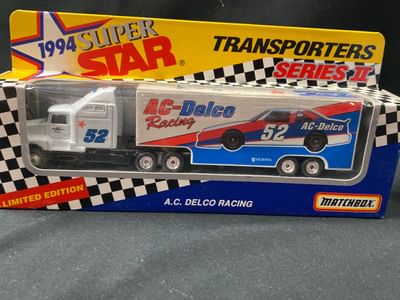 1994 SUPER
STAR
TRANSPORTERS
SERIES II
AC-Delco
Racing
52
52
AC-Delco
LIMITED EDITION
A.C. DELCO RACING
MATCHBOX